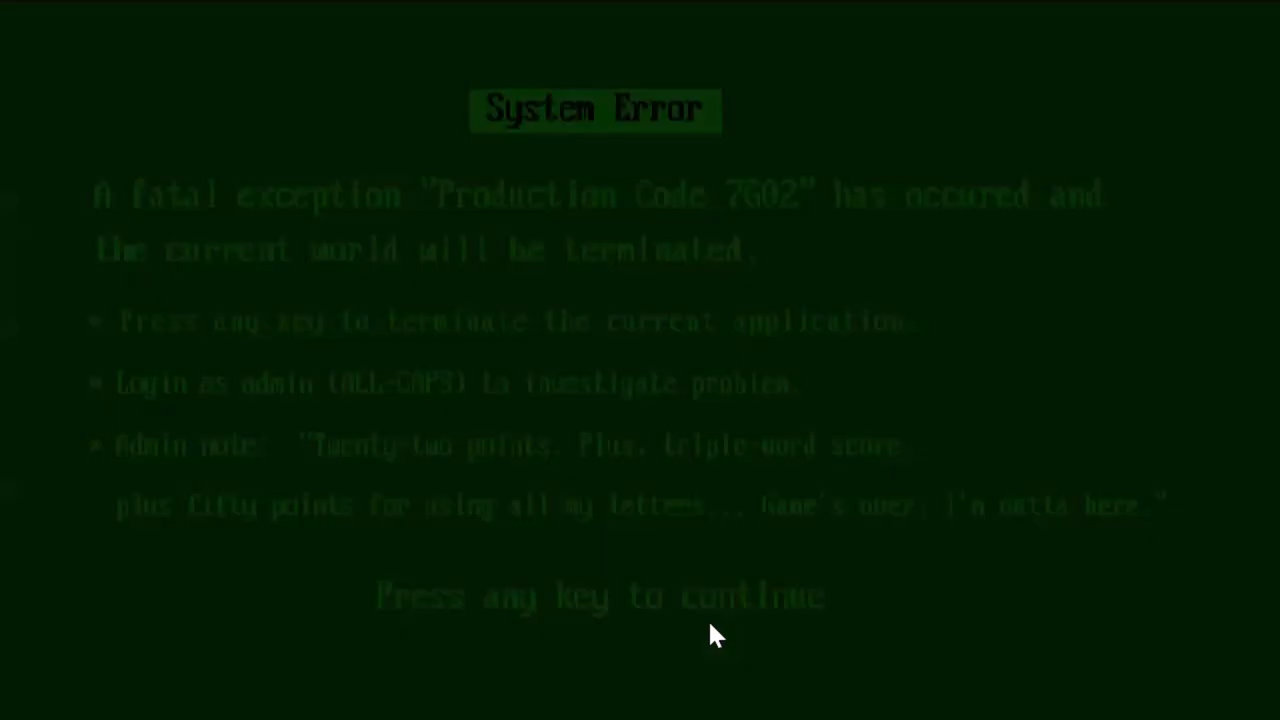 System Error
A fatal exception "Production Code 7G02" has occured and
the current world will be terminated.
* Press any key to terminate the current application.
* Login as admin (ALL-CAPS) to investigate problem.
* Admin note: "Twenty-two points. Plus, triple-word score
plus fifty points for using all my letters... Game's over; I'm outta here."
Press any key to continue